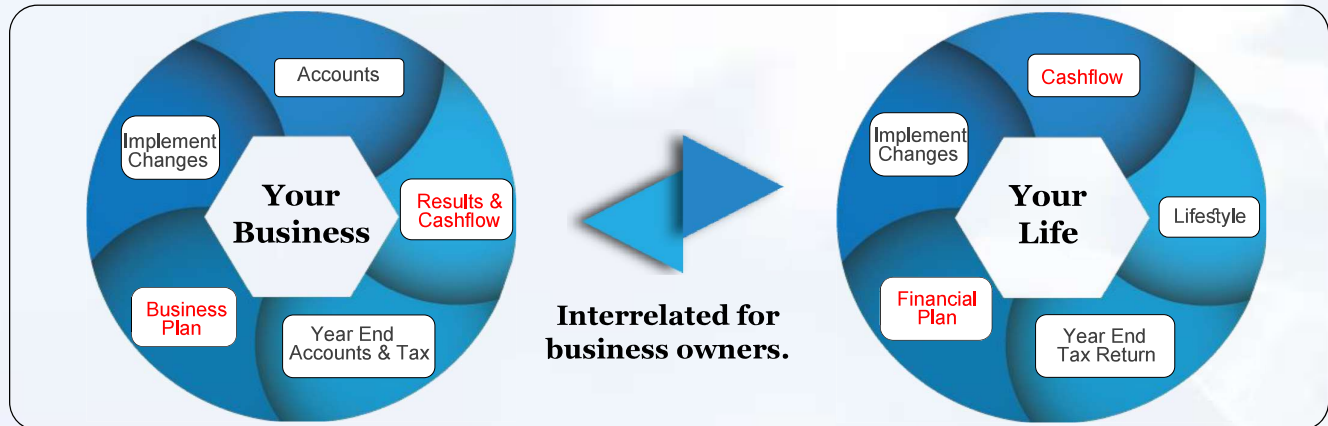 Accounts
Implement
Changes
Your
Business
Results &
Cashflow
Business
Plan
Year End
Accounts & Tax
Interrelated for
business owners.
Cashflow
Implement
Changes
Your
Life
Lifestyle
Financial
Plan
Year End
Tax Return